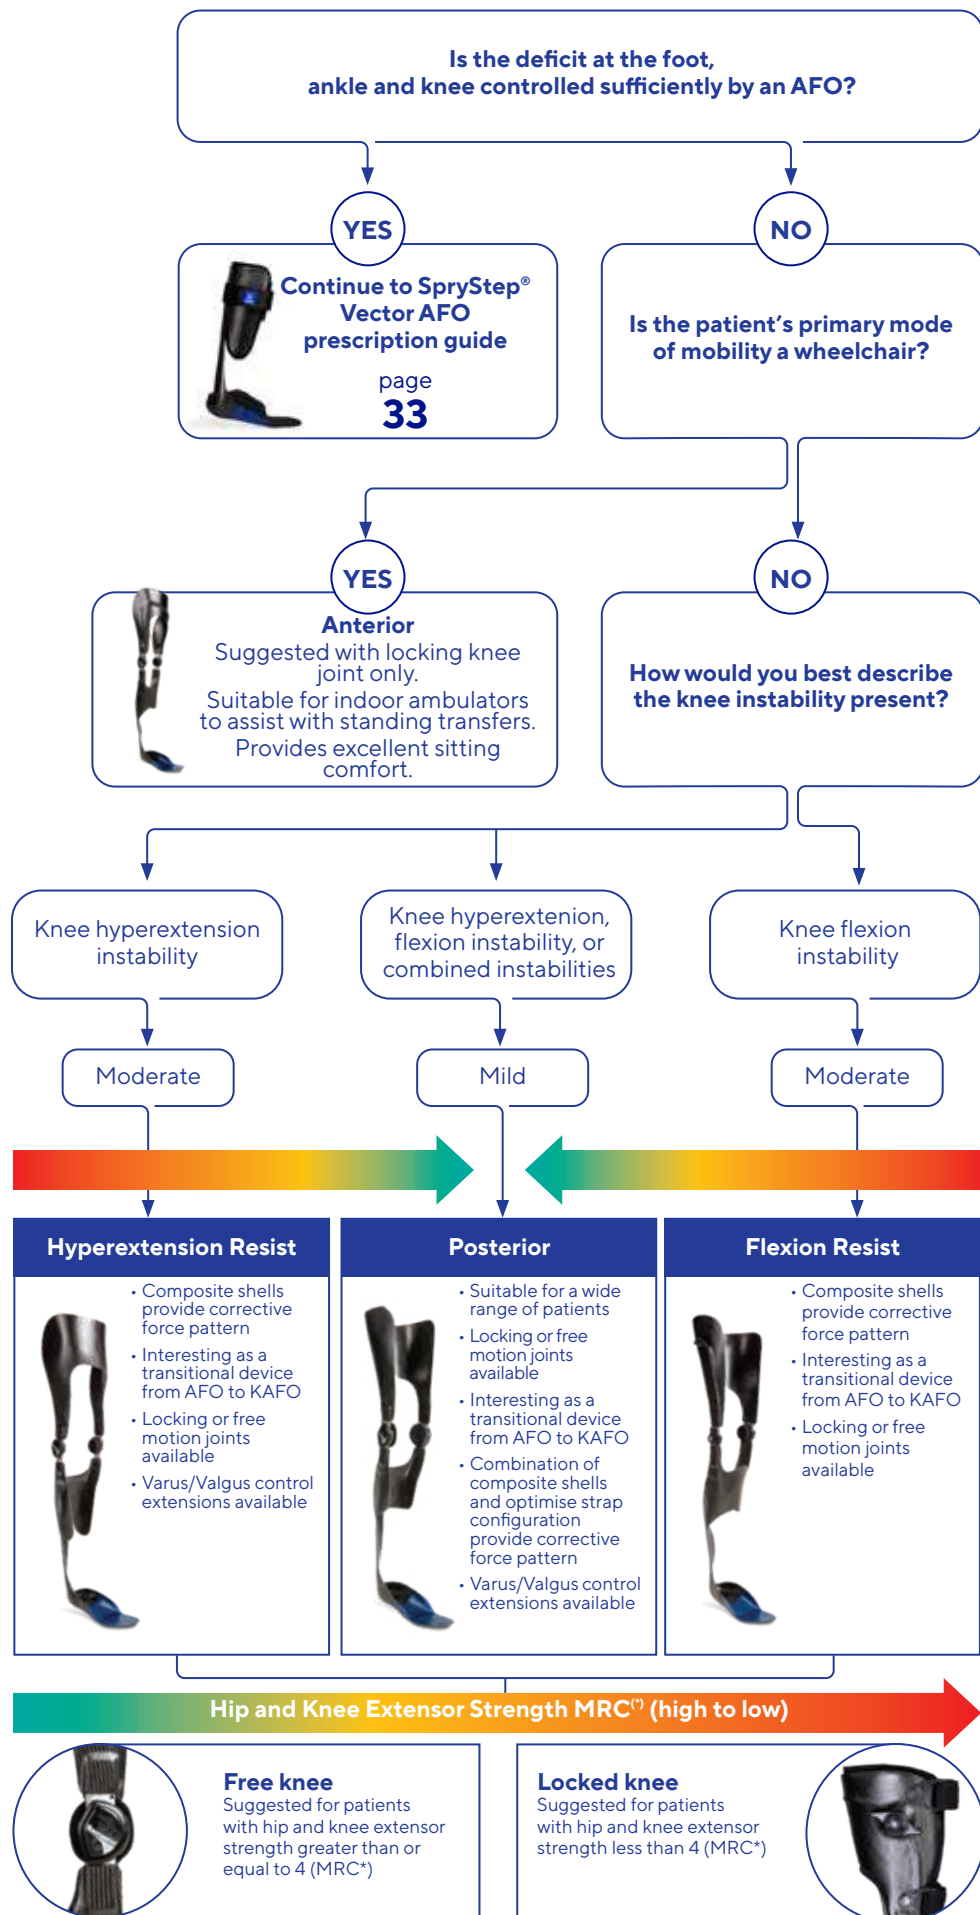 Is the deficit at the foot,
ankle and knee controlled sufficiently by an AFO?
YES
NO
Continue to SpryStep®
Vector AFO
prescription guide
page
33
Is the patient's primary mode
of mobility a wheelchair?
YES
NO
Anterior
Suggested with locking knee
joint only.
Suitable for indoor ambulators
to assist with standing transfers.
Provides excellent sitting
comfort.
How would you best describe
the knee instability present?
Knee hyperextension
instability
Knee hyperextenion,
flexion instability, or
combined instabilities
Knee flexion
instability
Moderate
Mild
Moderate
Hyperextension Resist
• Composite shells
provide corrective
force pattern
• Interesting as a
transitional device
from AFO to KAFO
• Locking or free
motion joints
available
• Varus/Valgus control
extensions available
Posterior
• Suitable for a wide
range of patients
• Locking or free
motion joints
available
• Interesting as a
transitional device
from AFO to KAFO
• Combination of
composite shells
and optimise strap
configuration
provide corrective
force pattern
• Varus/Valgus control
extensions available
Flexion Resist
• Composite shells
provide corrective
force pattern
• Interesting as a
transitional device
from AFO to KAFO
• Locking or free
motion joints
available
Hip and Knee Extensor Strength MRC(*) (high to low)
Free knee
Suggested for patients
with hip and knee extensor
strength greater than or
equal to 4 (MRC*)
Locked knee
Suggested for patients
with hip and knee extensor
strength less than 4 (MRC*)